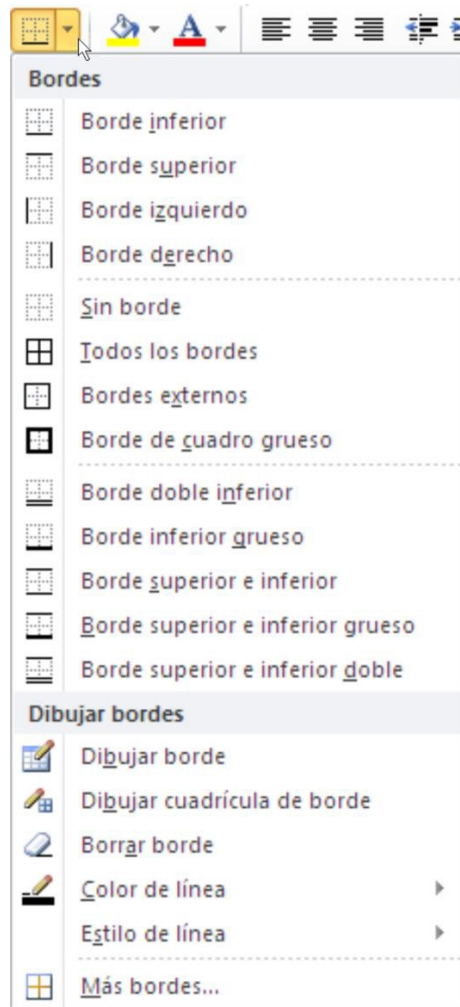 A
Bordes
Borde inferior
Borde superior
Borde izquierdo
Borde derecho
Sin borde
Todos los bordes
Bordes externos
Borde de cuadro grueso
Borde doble inferior
Borde inferior grueso
Borde superior e inferior
Borde superior e inferior grueso
Borde superior e inferior doble
Dibujar bordes
Dibujar borde
Dibujar cuadrícula de borde
Borrar borde
Color de línea
Estilo de línea
Más bordes...